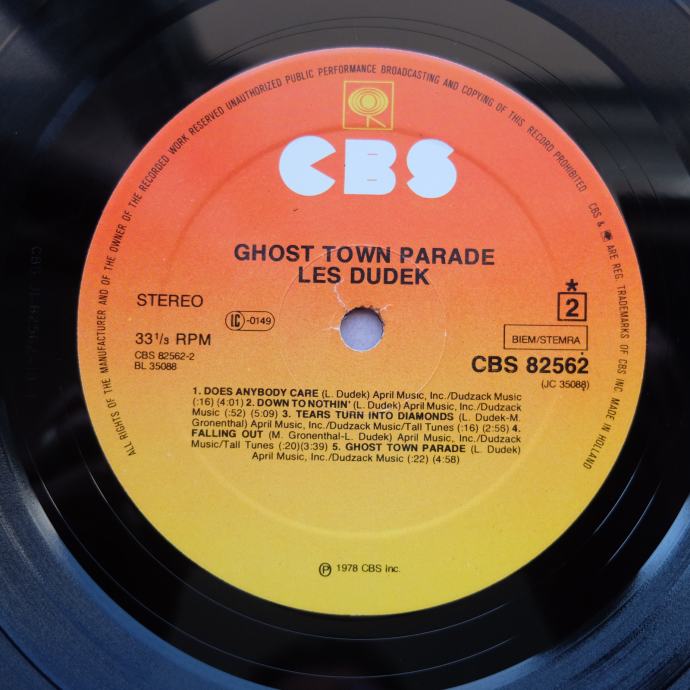 ALL RIGHTS OF THE MANUFACTURER AND OF THE OWNER OF THE RECORDED WORK RESERVED UNAUTHORIZED PUBLIC PERFORMANCE BROADCASTING AND COPYING OF THIS RECORD PROHIBITED
CBS & ARE REG. TRADEMARKS OF CBS INC MADE IN HOLLAND
CBS
GHOST TOWN PARADE
LES DUDEK
STEREO
IC -0149
33⅓ RPM
CBS 82562-2
BL 35088
*
2
BIEM/STEMRA
CBS 82562
(JC 35088)
1. DOES ANYBODY CARE (L. Dudek) April Music, Inc./Dudzack Music
(:16) (4:01) 2. DOWN TO NOTHIN' (L. Dudek) April Music, Inc./Dudzack
Music (:52) (5:09) 3. TEARS TURN INTO DIAMONDS (L. Dudek-M.
Gronenthal) April Music, Inc./Dudzack Music/Tall Tunes (:16) (2:56) 4.
FALLING OUT (M. Gronenthal-L. Dudek) April Music, Inc./Dudzack
Music/Tall Tunes (:20)(3:39) 5. GHOST TOWN PARADE (L. Dudek)
April Music, Inc./Dudzack Music (:22) (4:58)
Ⓟ 1978 CBS Inc.